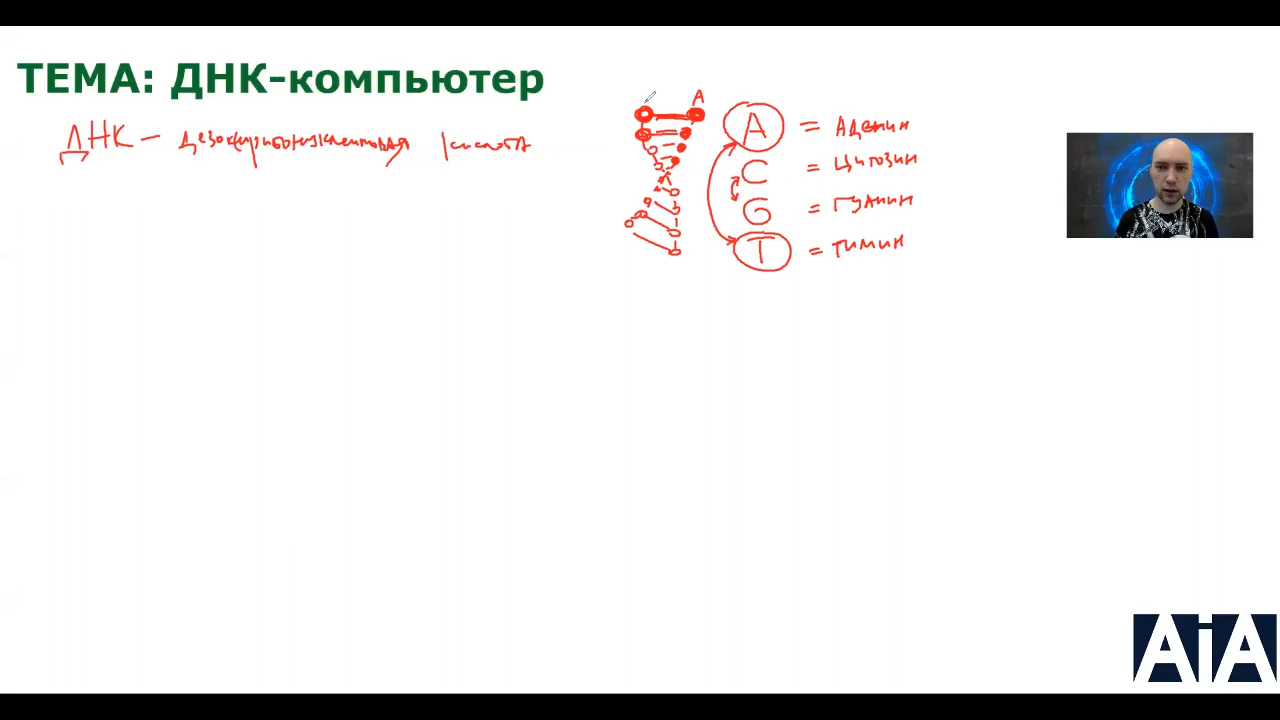 ТЕМА: ДНК-компьютер
ДНК – дезоксирибонуклеиновая кислота
A
A = Аденин
C = цитозин
G = гуанин
T = тимин
AiA